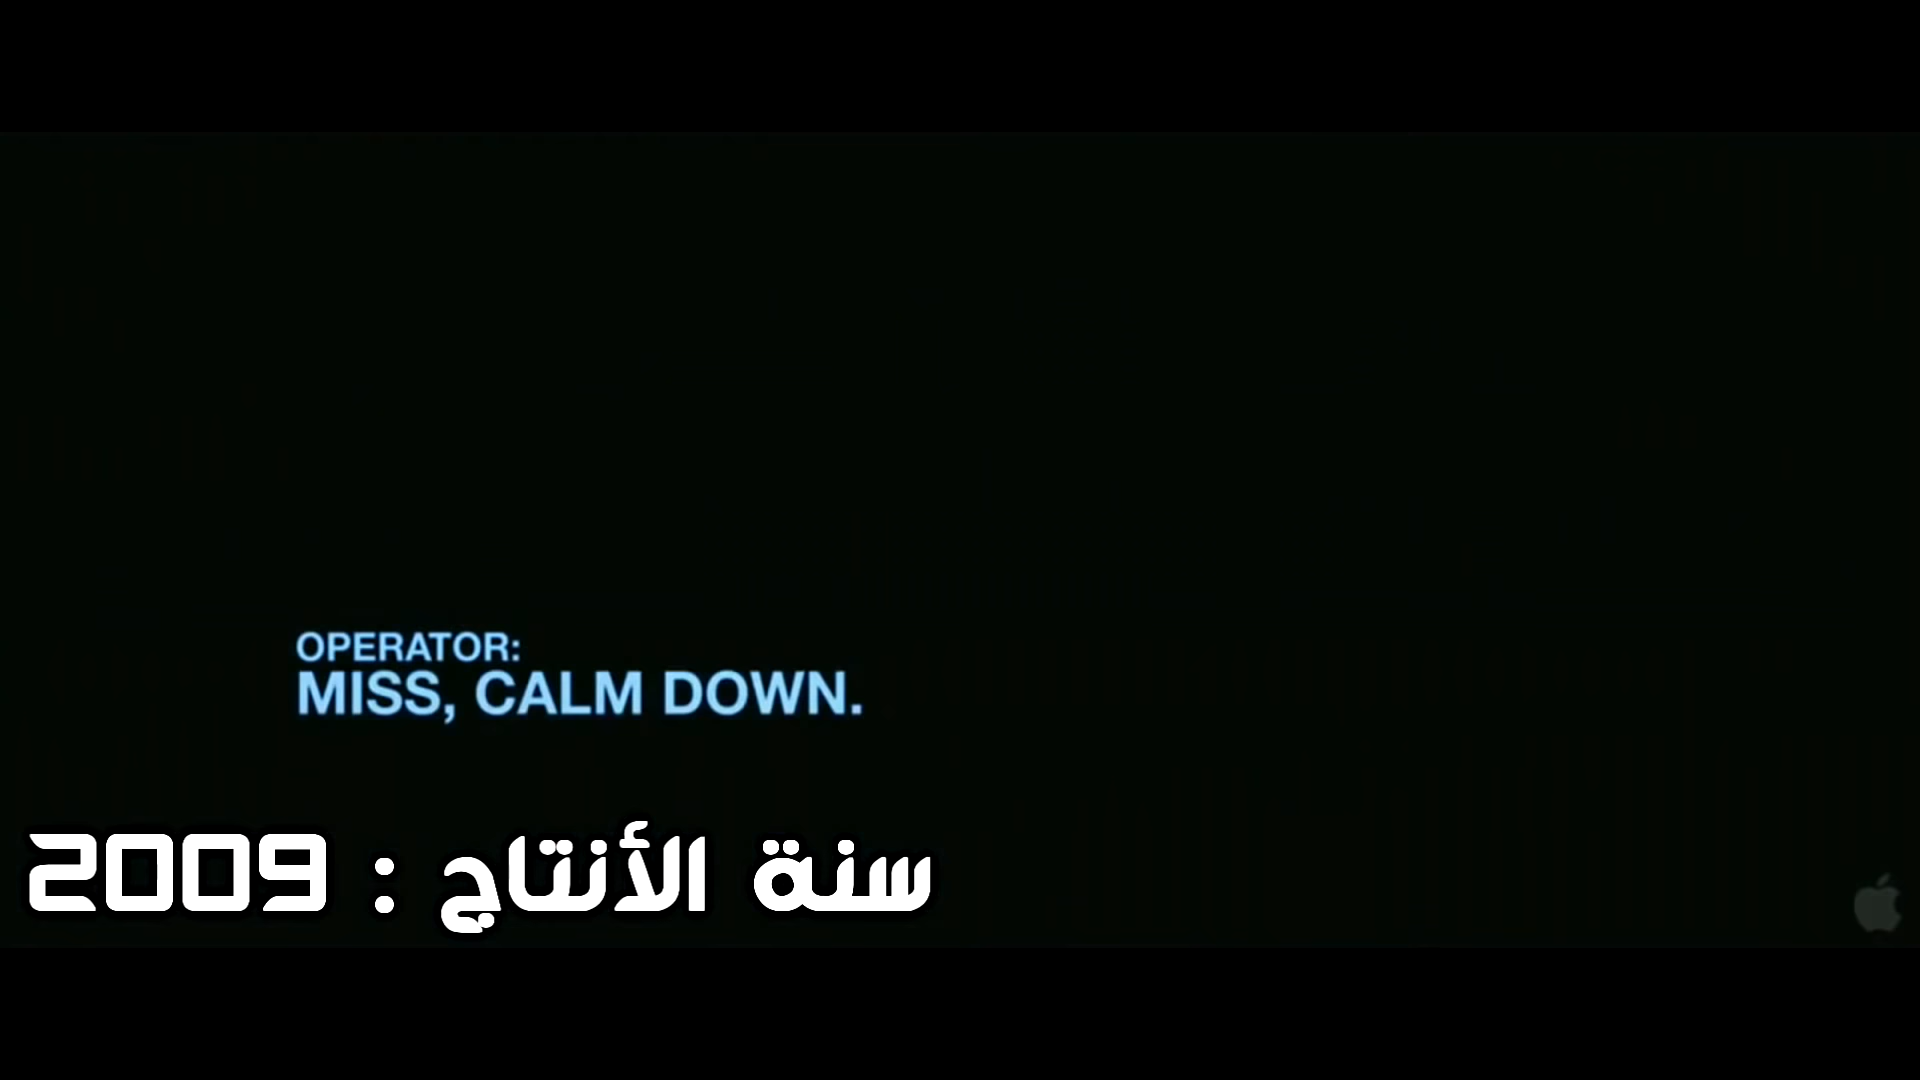 OPERATOR:
MISS, CALM DOWN.
سنة الأنتاج : 2009